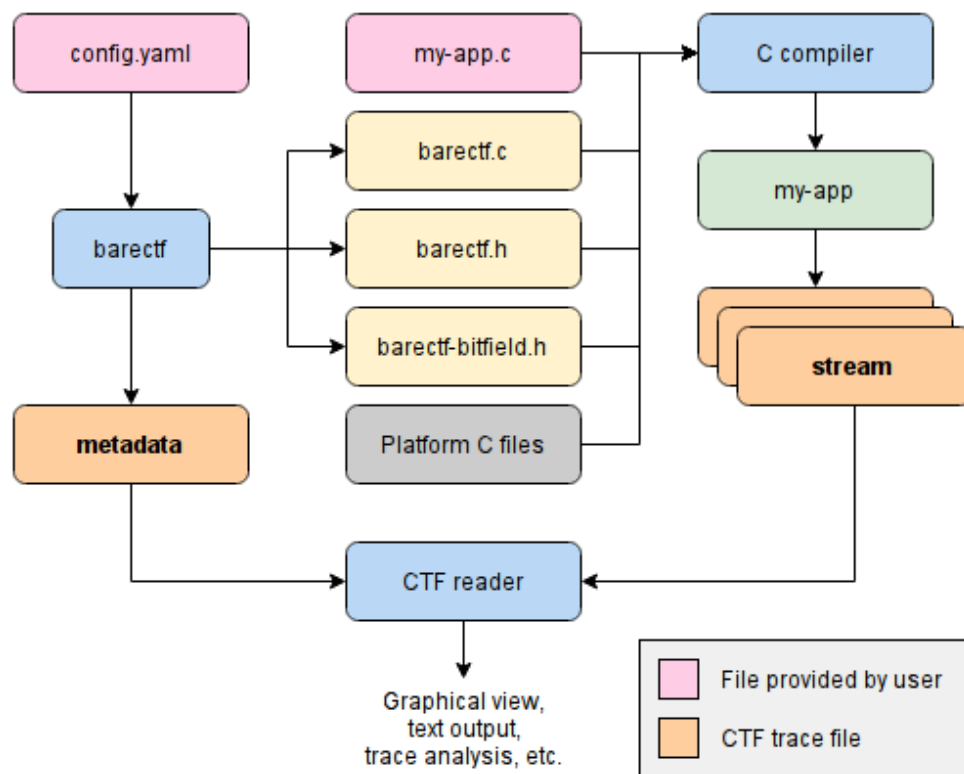 config.yaml
my-app.c
C compiler
barectf.c
my-app
barectf
barectf.h
barectf-bitfield.h
stream
metadata
Platform C files
CTF reader
Graphical view,
text output,
trace analysis, etc.
File provided by user
CTF trace file